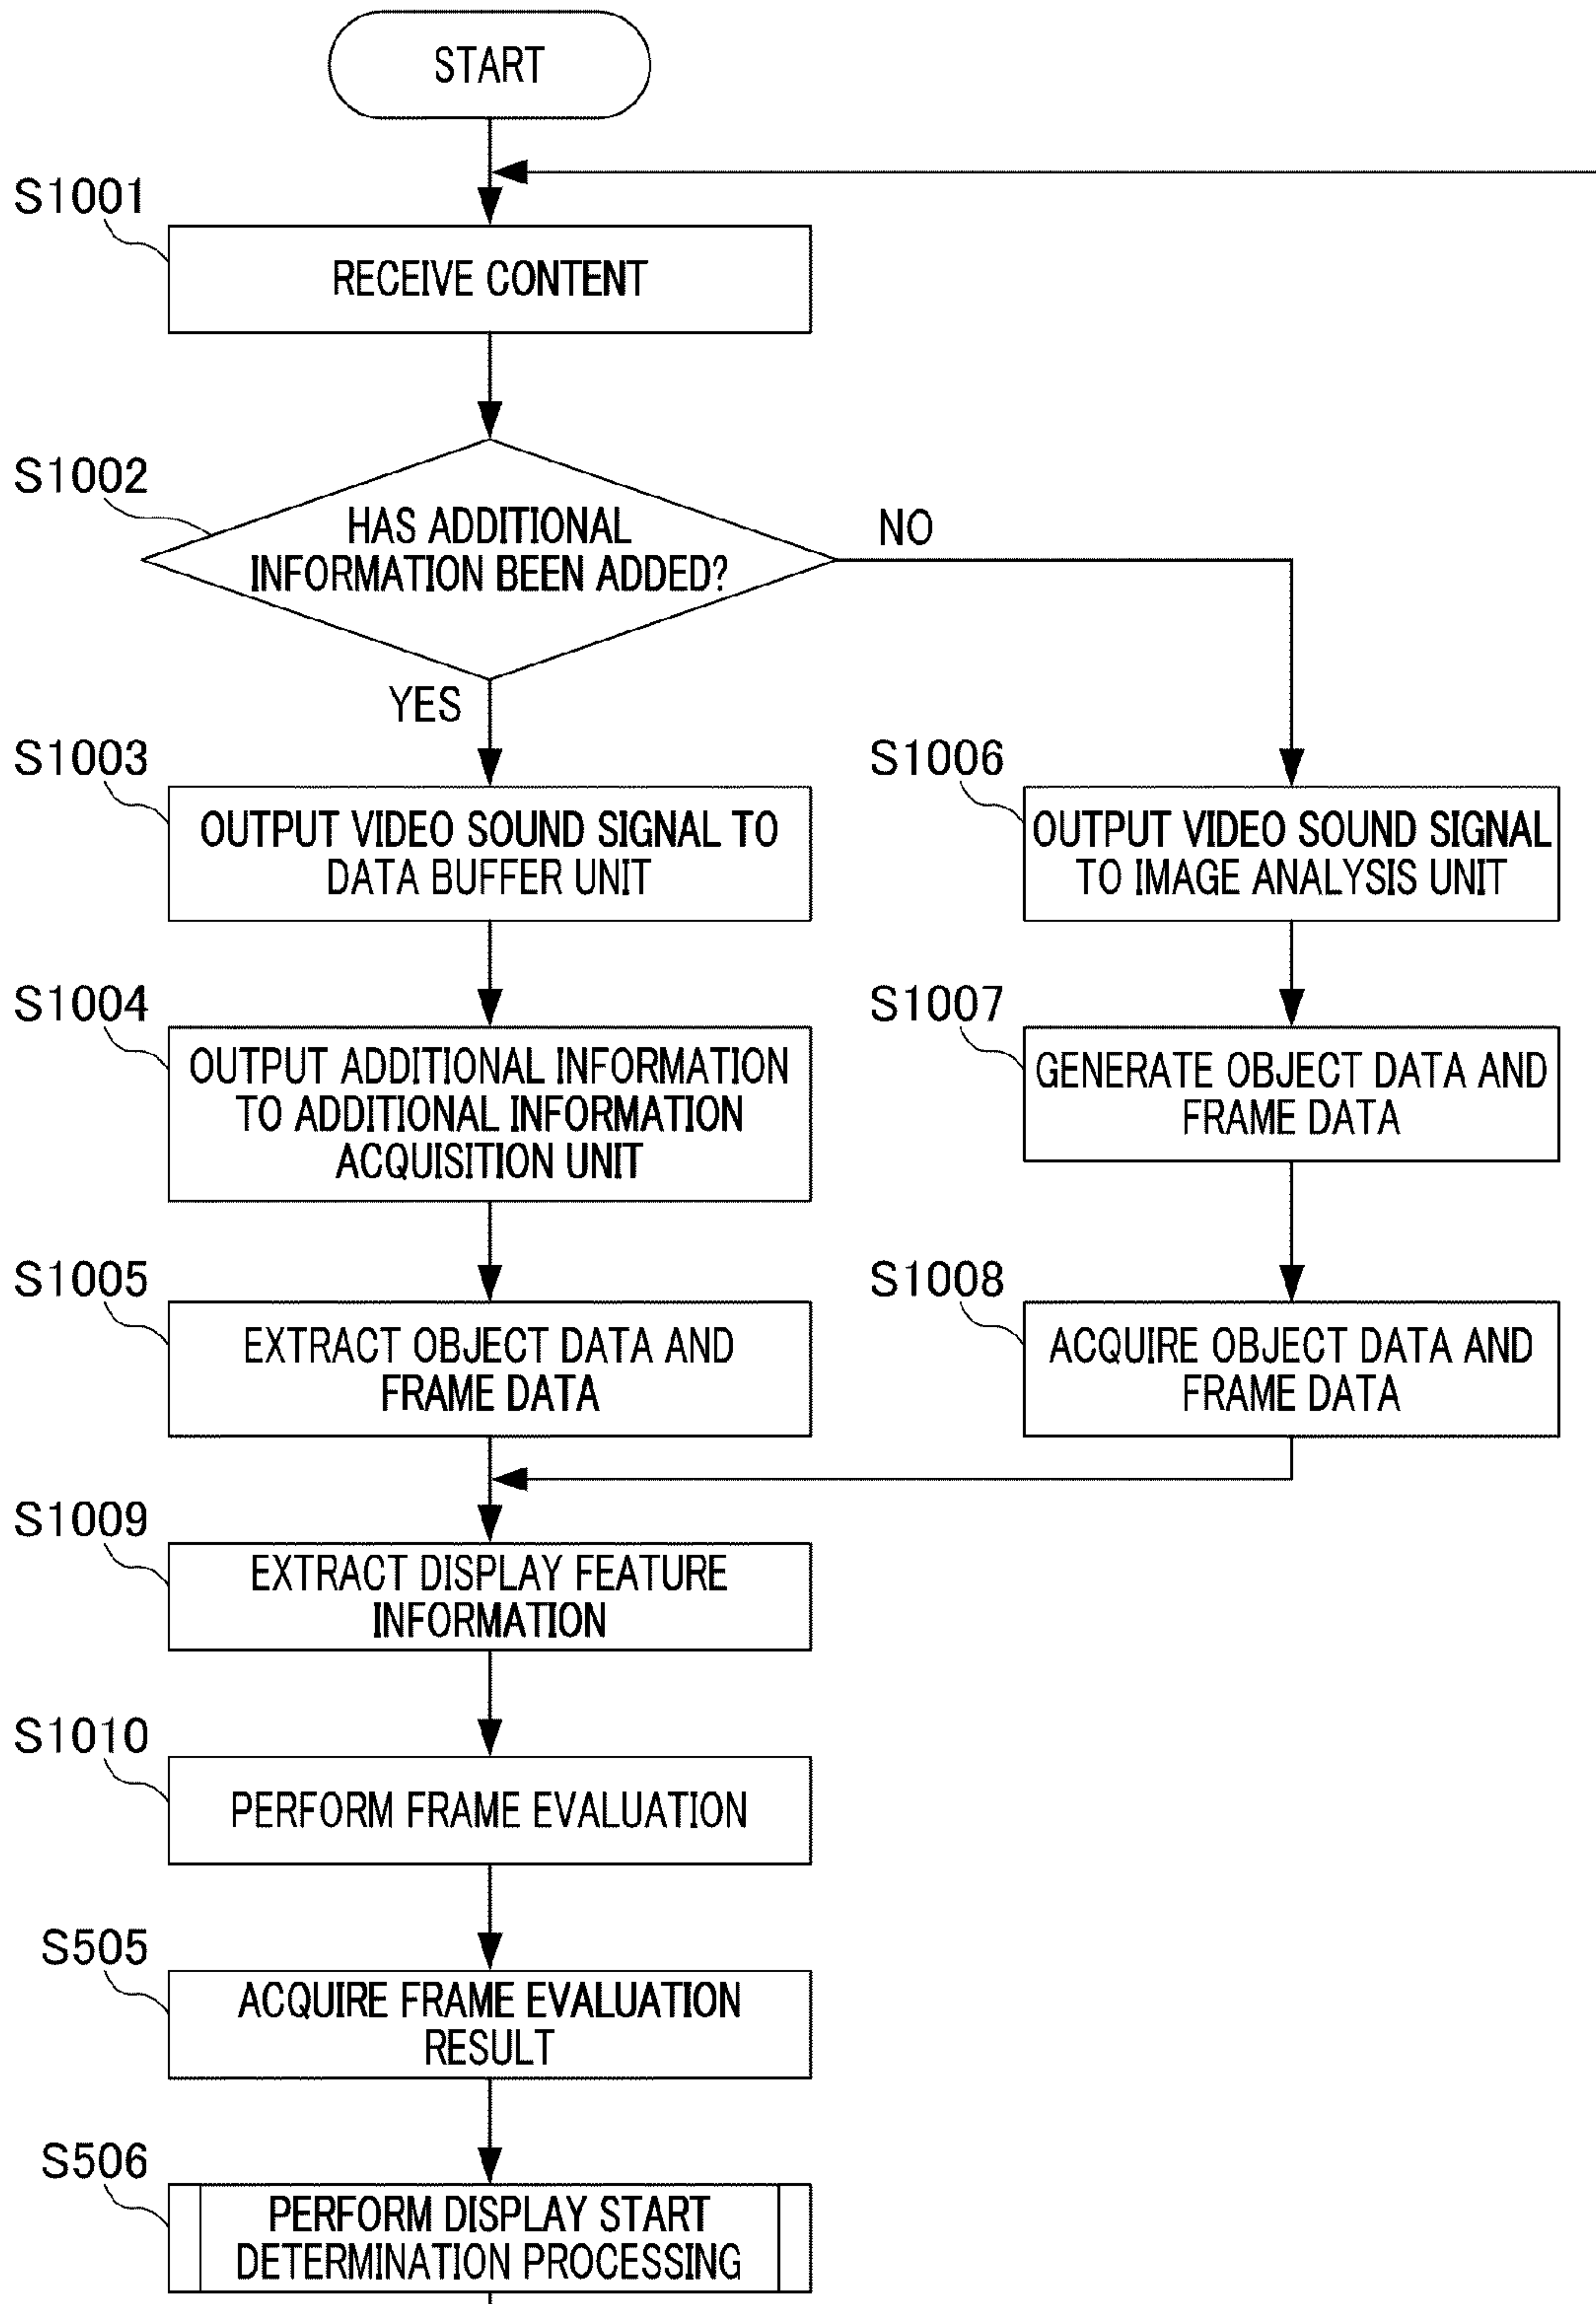 START
S1001
RECEIVE CONTENT
S1002
HAS ADDITIONAL
INFORMATION BEEN ADDED?
NO
YES
S1003
OUTPUT VIDEO SOUND SIGNAL TO
DATA BUFFER UNIT
S1006
OUTPUT VIDEO SOUND SIGNAL
TO IMAGE ANALYSIS UNIT
S1004
OUTPUT ADDITIONAL INFORMATION
TO ADDITIONAL INFORMATION
ACQUISITION UNIT
S1007
GENERATE OBJECT DATA AND
FRAME DATA
S1005
EXTRACT OBJECT DATA AND
FRAME DATA
S1008
ACQUIRE OBJECT DATA AND
FRAME DATA
S1009
EXTRACT DISPLAY FEATURE
INFORMATION
S1010
PERFORM FRAME EVALUATION
S505
ACQUIRE FRAME EVALUATION
RESULT
S506
PERFORM DISPLAY START
DETERMINATION PROCESSING